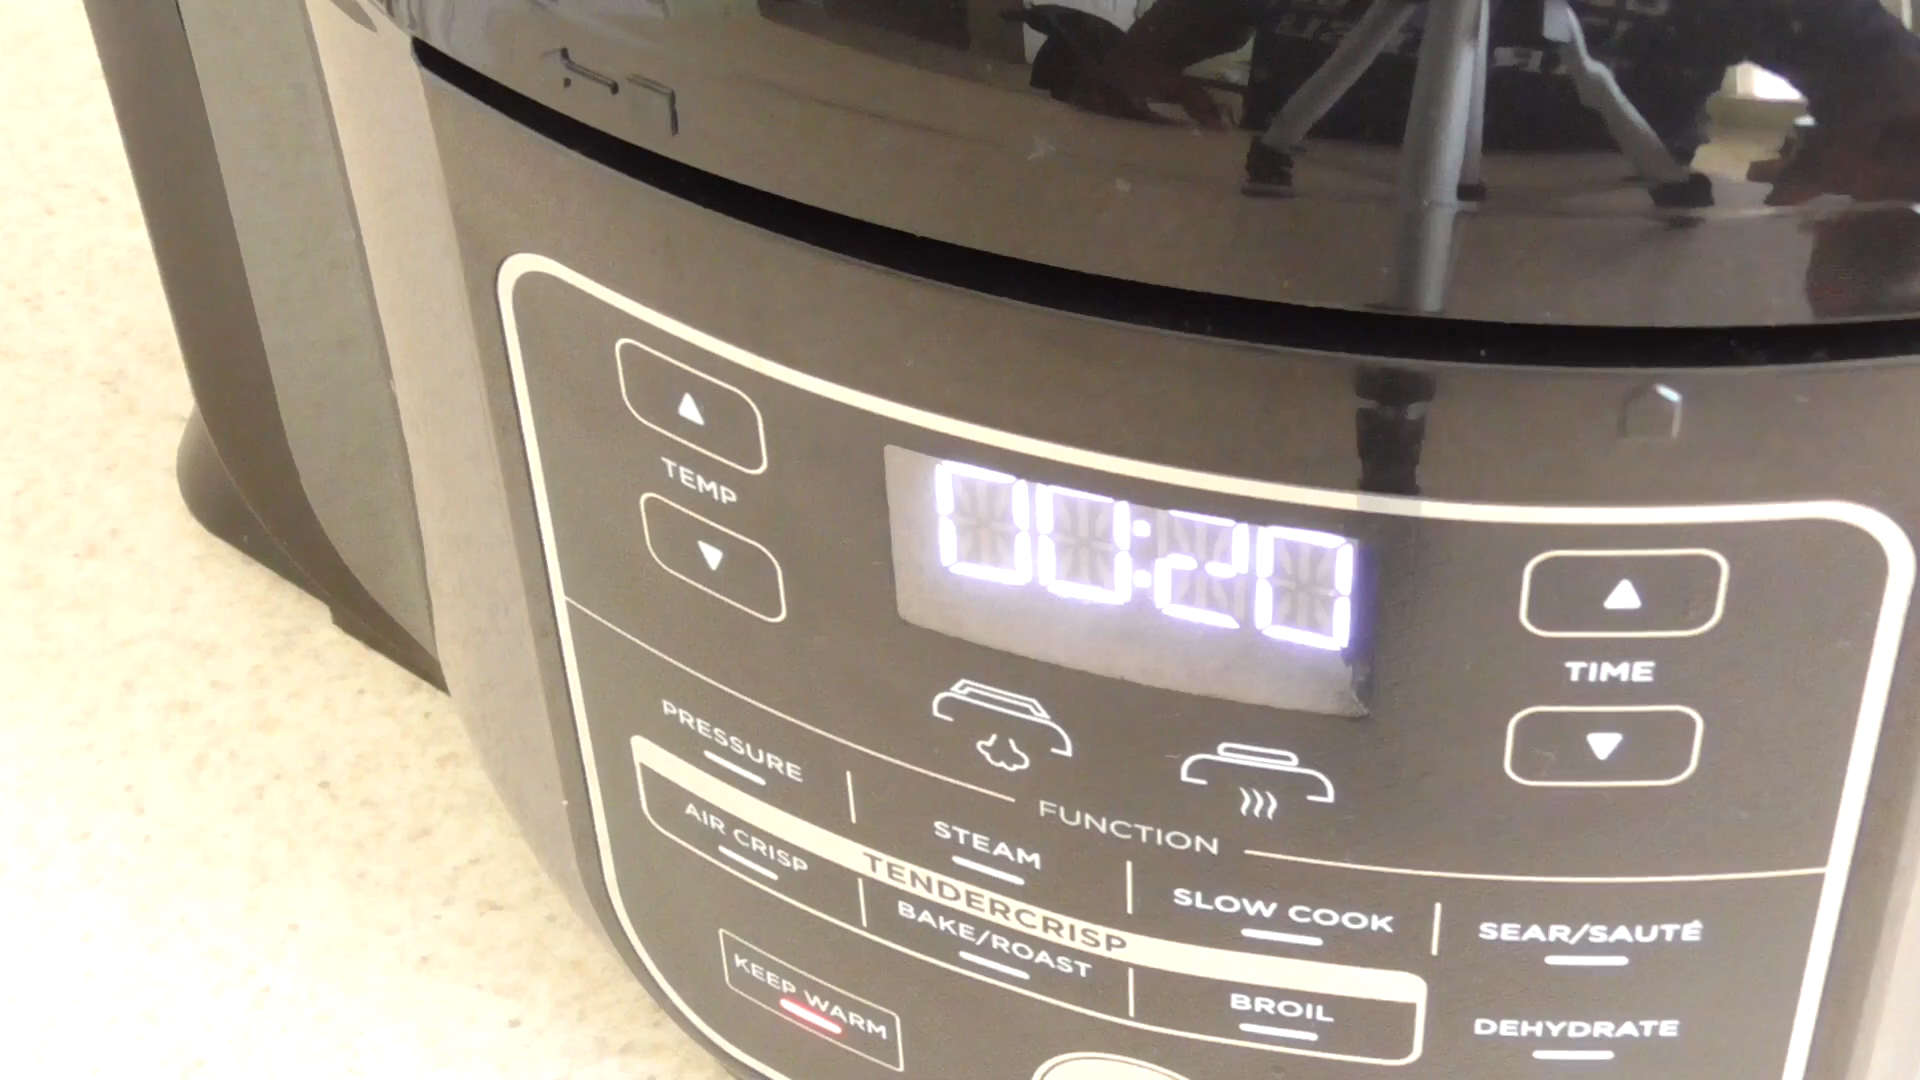 TEMP
00:20
TIME
PRESSURE
FUNCTION
AIR CRISP
STEAM
TENDERCRISP
SLOW COOK
SEAR/SAUTÉ
BAKE/ROAST
KEEP WARM
BROIL
DEHYDRATE